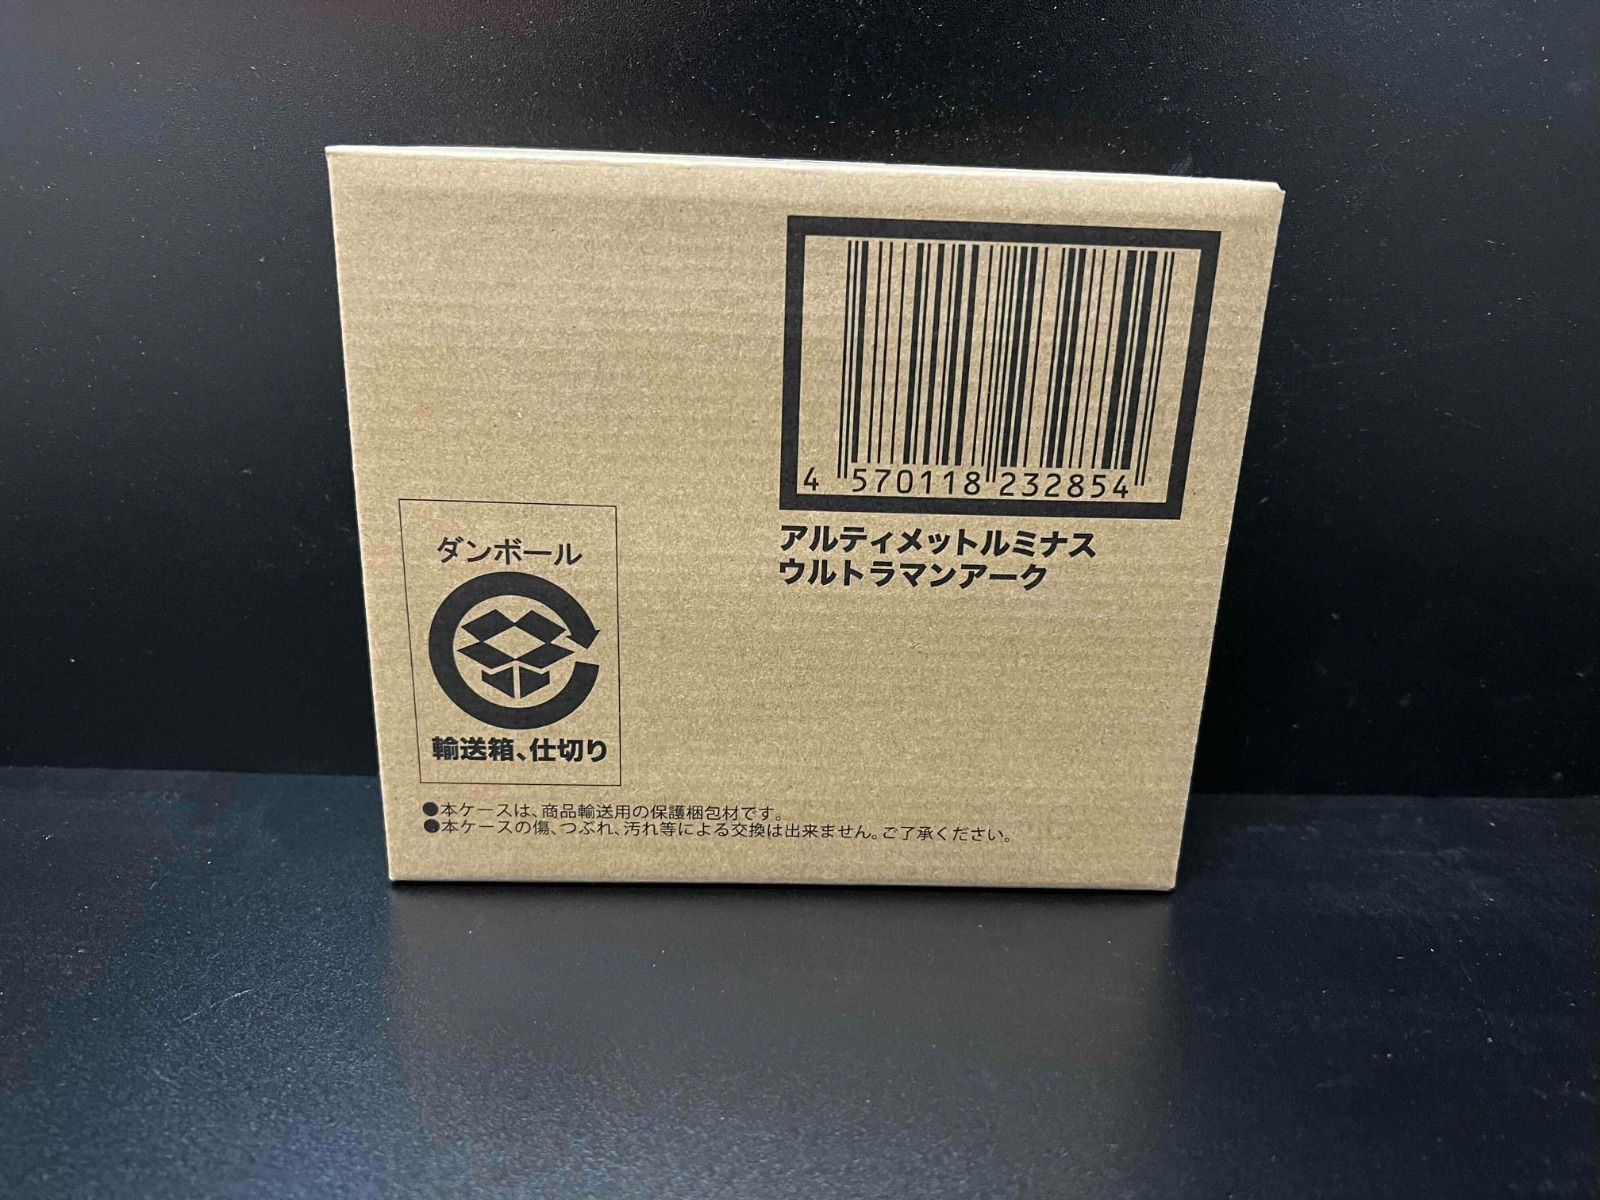 4 570118 232854
アルティメットルミナス
ウルトラマンアーク
ダンボール
輸送箱、仕切り
●本ケースは、商品輸送用の保護梱包材です。
●本ケースの傷、つぶれ、汚れ等による交換は出来ません。ご了承ください。